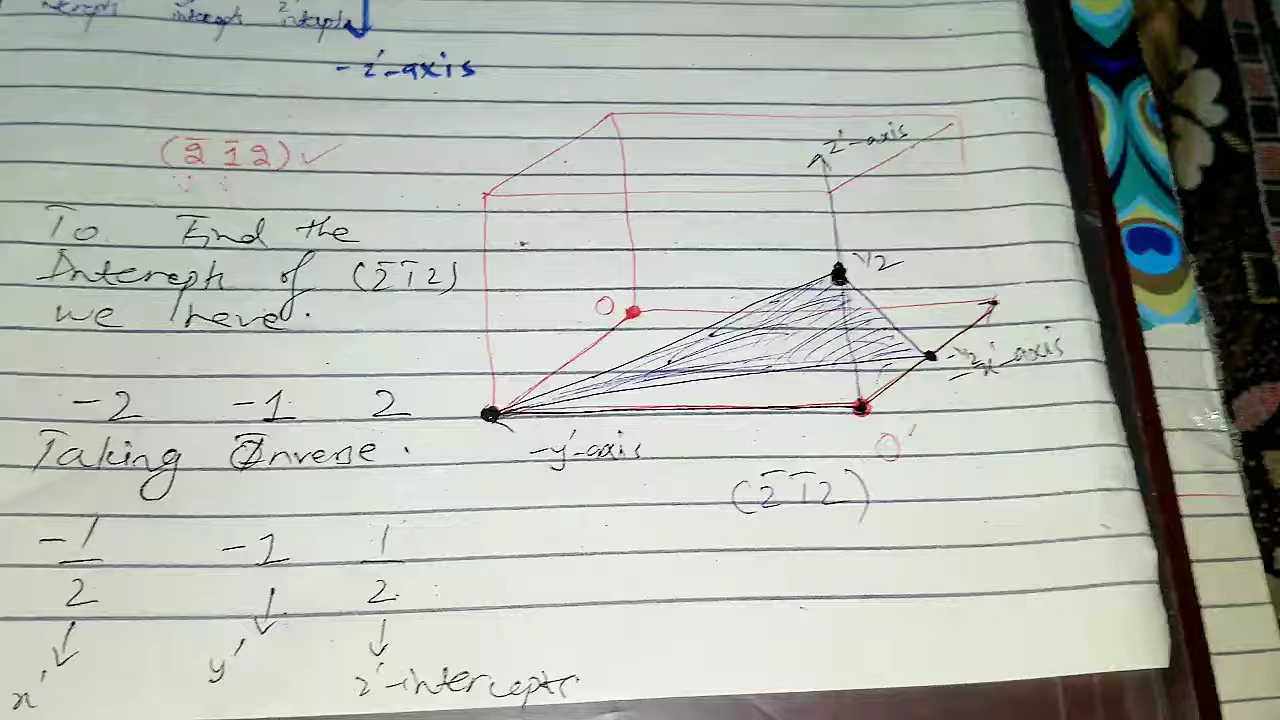 -z'-axis
(2̅ 1̅ 2) ✓
To Find the
Intereph of (2̅ 1̅ 2)
we have.
-2 -1 2
Taking Inverse.
-1/2 -1 1/2
x' y' z'-intercepts
z'-axis
1/2
O
-1/2
-x'-axis
-y'-axis
O'
(2̅ 1̅ 2)